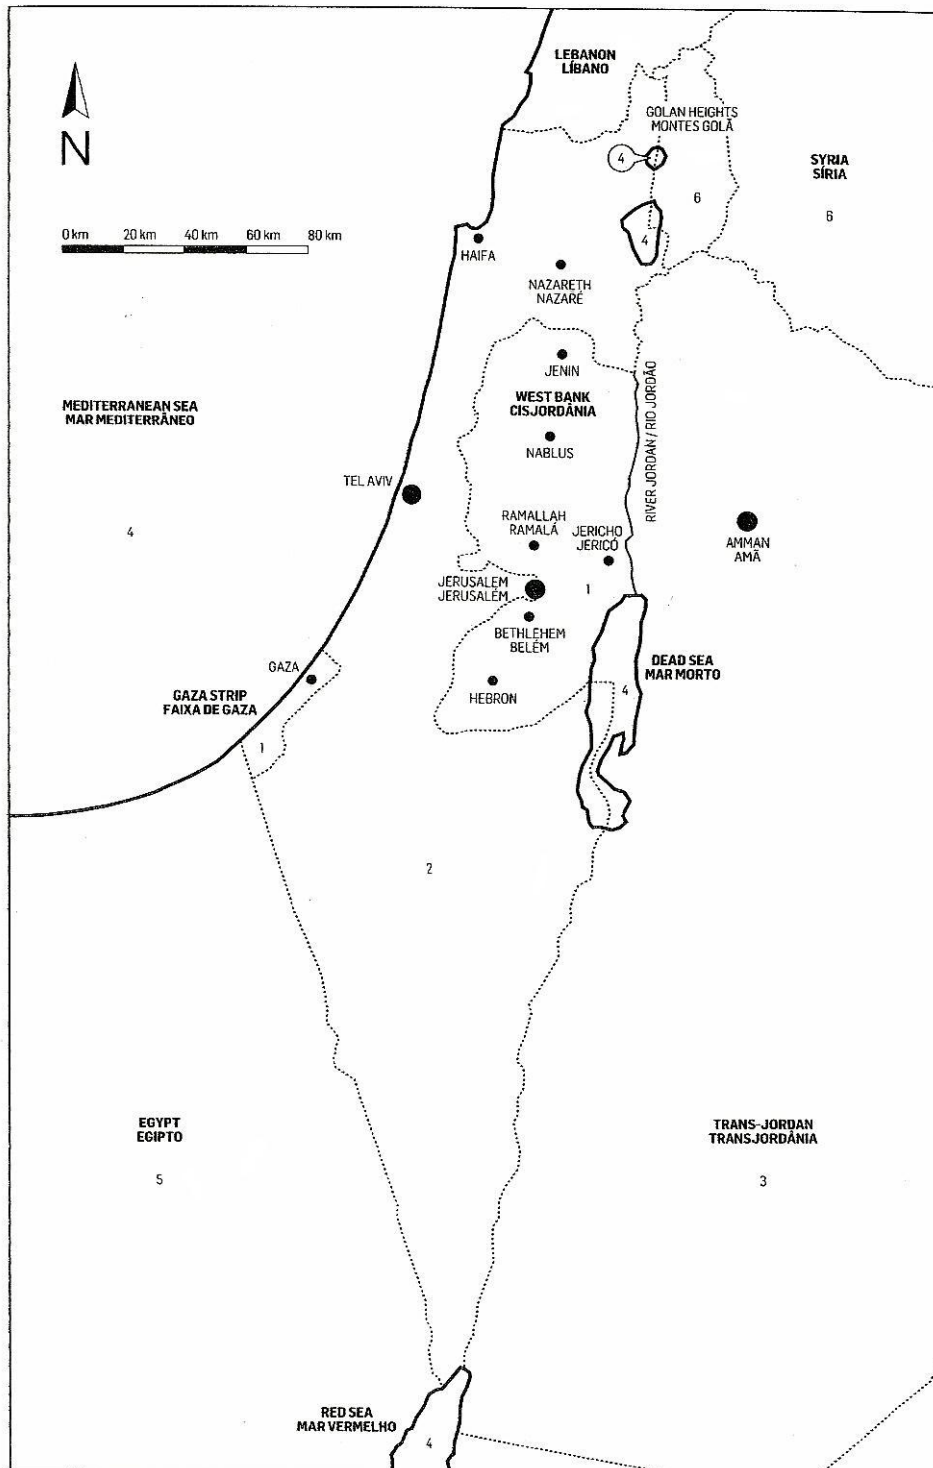 LEBANON
LÍBANO
GOLAN HEIGHTS
MONTES GOLÃ
4
6
SYRIA
SÍRIA
6
N
0 km 20 km 40 km 60 km 80 km
4
HAIFA
NAZARETH
NAZARÉ
JENIN
WEST BANK
CISJORDÂNIA
MEDITERRANEAN SEA
MAR MEDITERRÂNEO
4
NABLUS
RIVER JORDAN / RIO JORDÃO
TEL AVIV
RAMALLAH
RAMALÁ
JERICHO
JERICÓ
AMMAN
AMÃ
JERUSALEM
JERUSALÉM
1
BETHLEHEM
BELÉM
DEAD SEA
MAR MORTO
4
GAZA
HEBRON
GAZA STRIP
FAIXA DE GAZA
1
2
EGYPT
EGIPTO
5
TRANS-JORDAN
TRANSJORDÂNIA
3
RED SEA
MAR VERMELHO
4